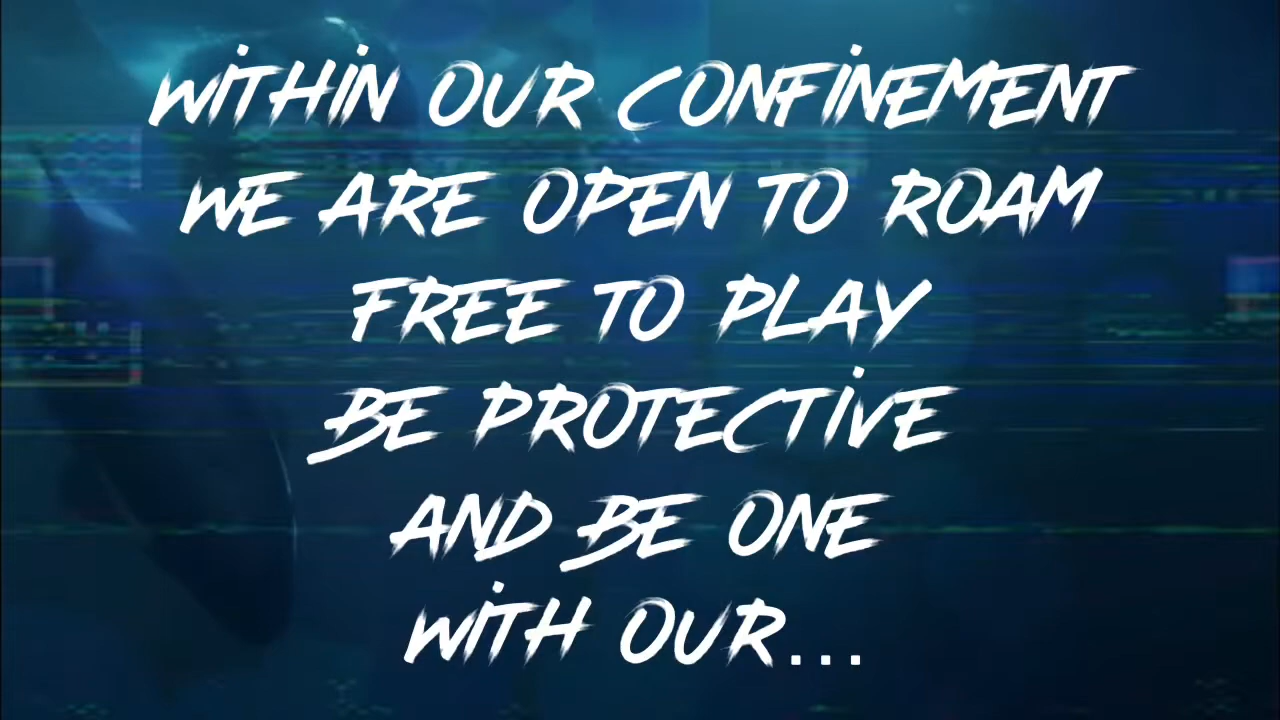 WITHIN OUR CONFINEMENT
WE ARE OPEN TO ROAM
FREE TO PLAY
BE PROTECTIVE
AND BE ONE
WITH OUR...